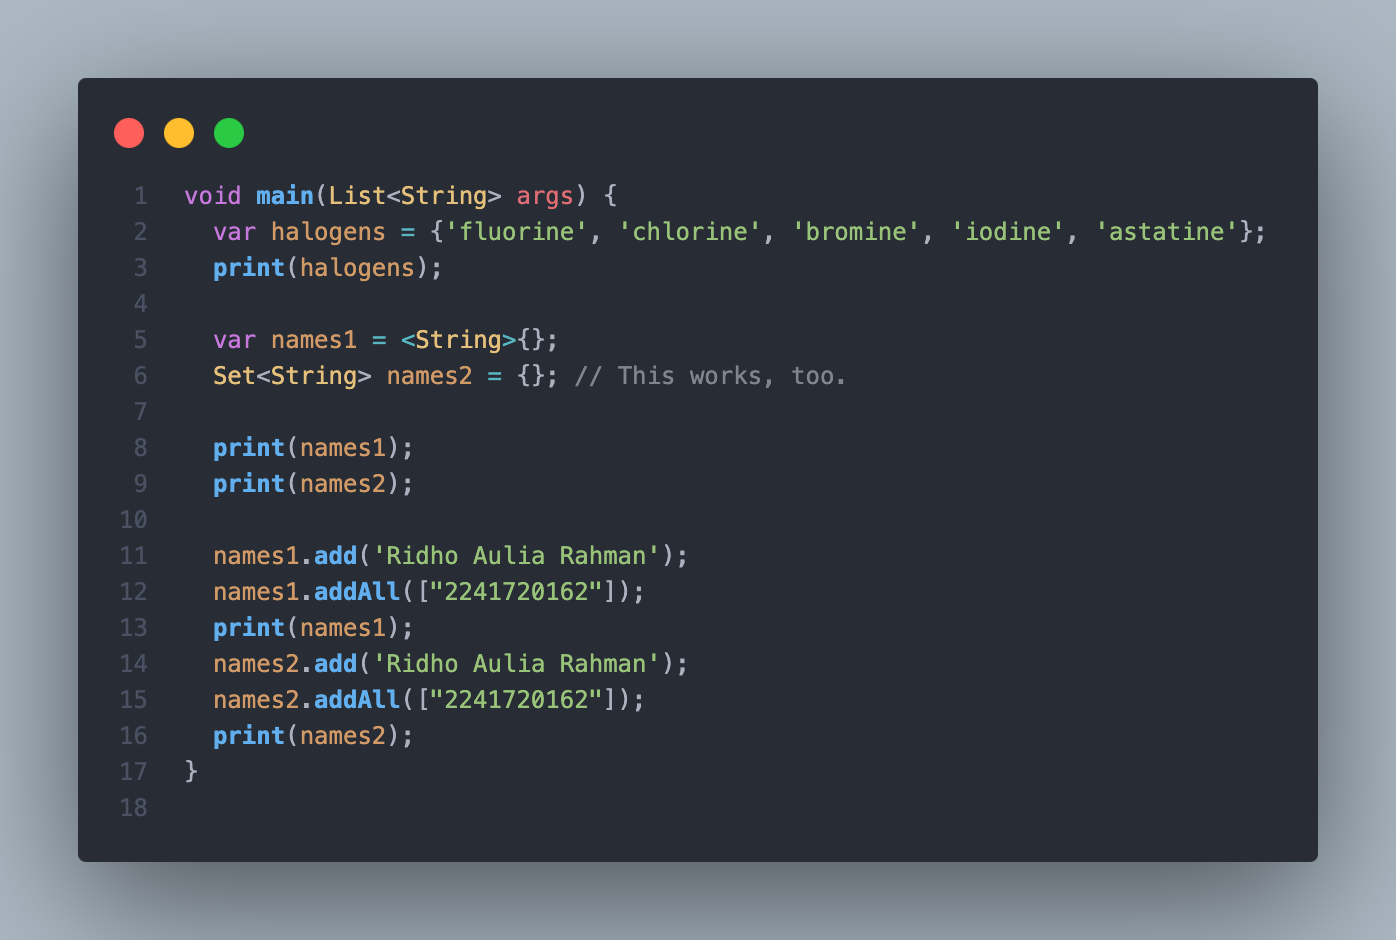 1 void main(List<String> args) {
2 var halogens = {'fluorine', 'chlorine', 'bromine', 'iodine', 'astatine'};
3 print(halogens);
4
5 var names1 = <String>{};
6 Set<String> names2 = {}; // This works, too.
7
8 print(names1);
9 print(names2);
10
11 names1.add('Ridho Aulia Rahman');
12 names1.addAll(["2241720162"]);
13 print(names1);
14 names2.add('Ridho Aulia Rahman');
15 names2.addAll(["2241720162"]);
16 print(names2);
17 }
18